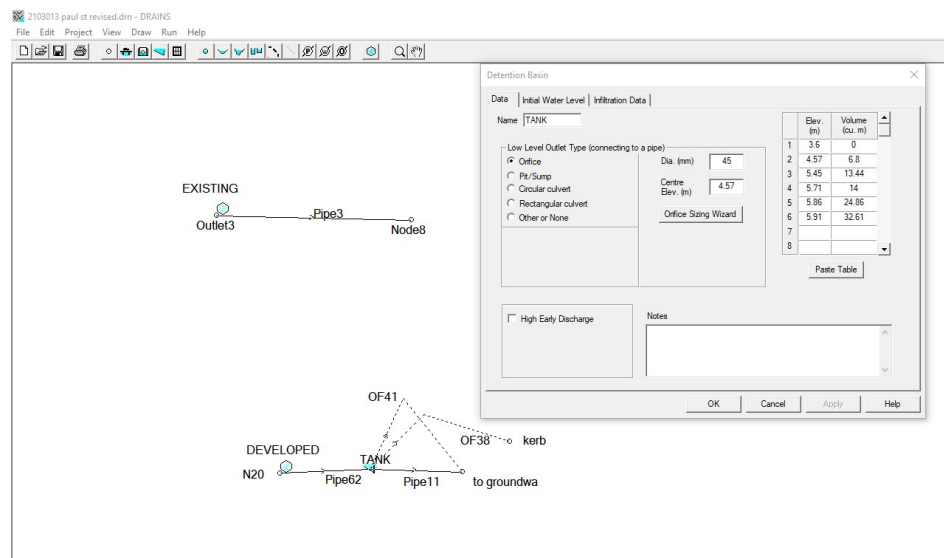 2103013 paul st revised.drn - DRAINS
File Edit Project View Draw Run Help
EXISTING
Outlet3
Pipe3
Node8
Detention Basin
Data Initial Water Level Infiltration Data
Name TANK
Low Level Outlet Type (connecting to a pipe)
Orifice
Pit/Sump
Circular culvert
Rectangular culvert
Other or None
Dia. (mm) 45
Centre
Elev. (m) 4.57
Orifice Sizing Wizard
Elev. (m) Volume (cu. m)
1 3.6 0
2 4.57 6.8
3 5.45 13.44
4 5.71 14
5 5.86 24.86
6 5.91 32.61
7
8
Paste Table
High Early Discharge
Notes
OK Cancel Apply Help
OF41
OF38 kerb
DEVELOPED
TANK
N20 Pipe62 Pipe11 to groundwa